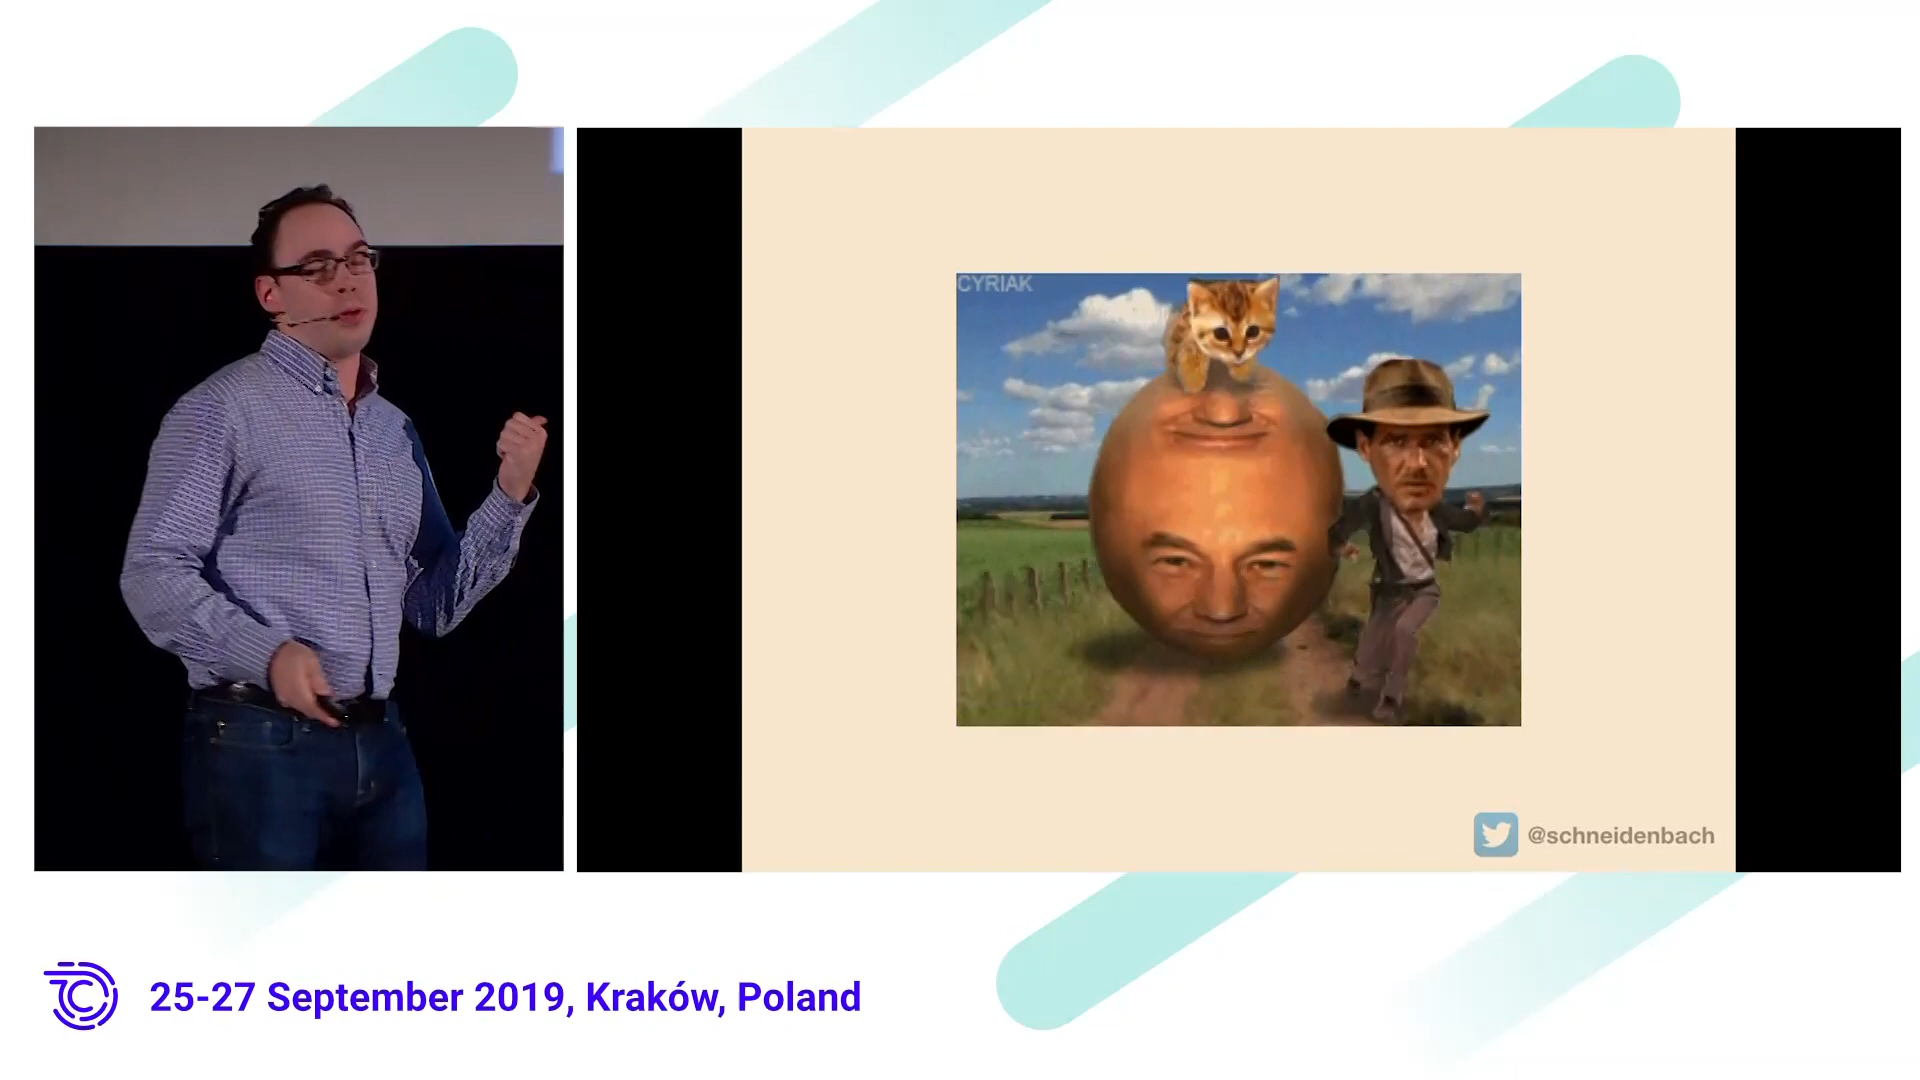 CYRIAK
@schneidenbach
25-27 September 2019, Kraków, Poland